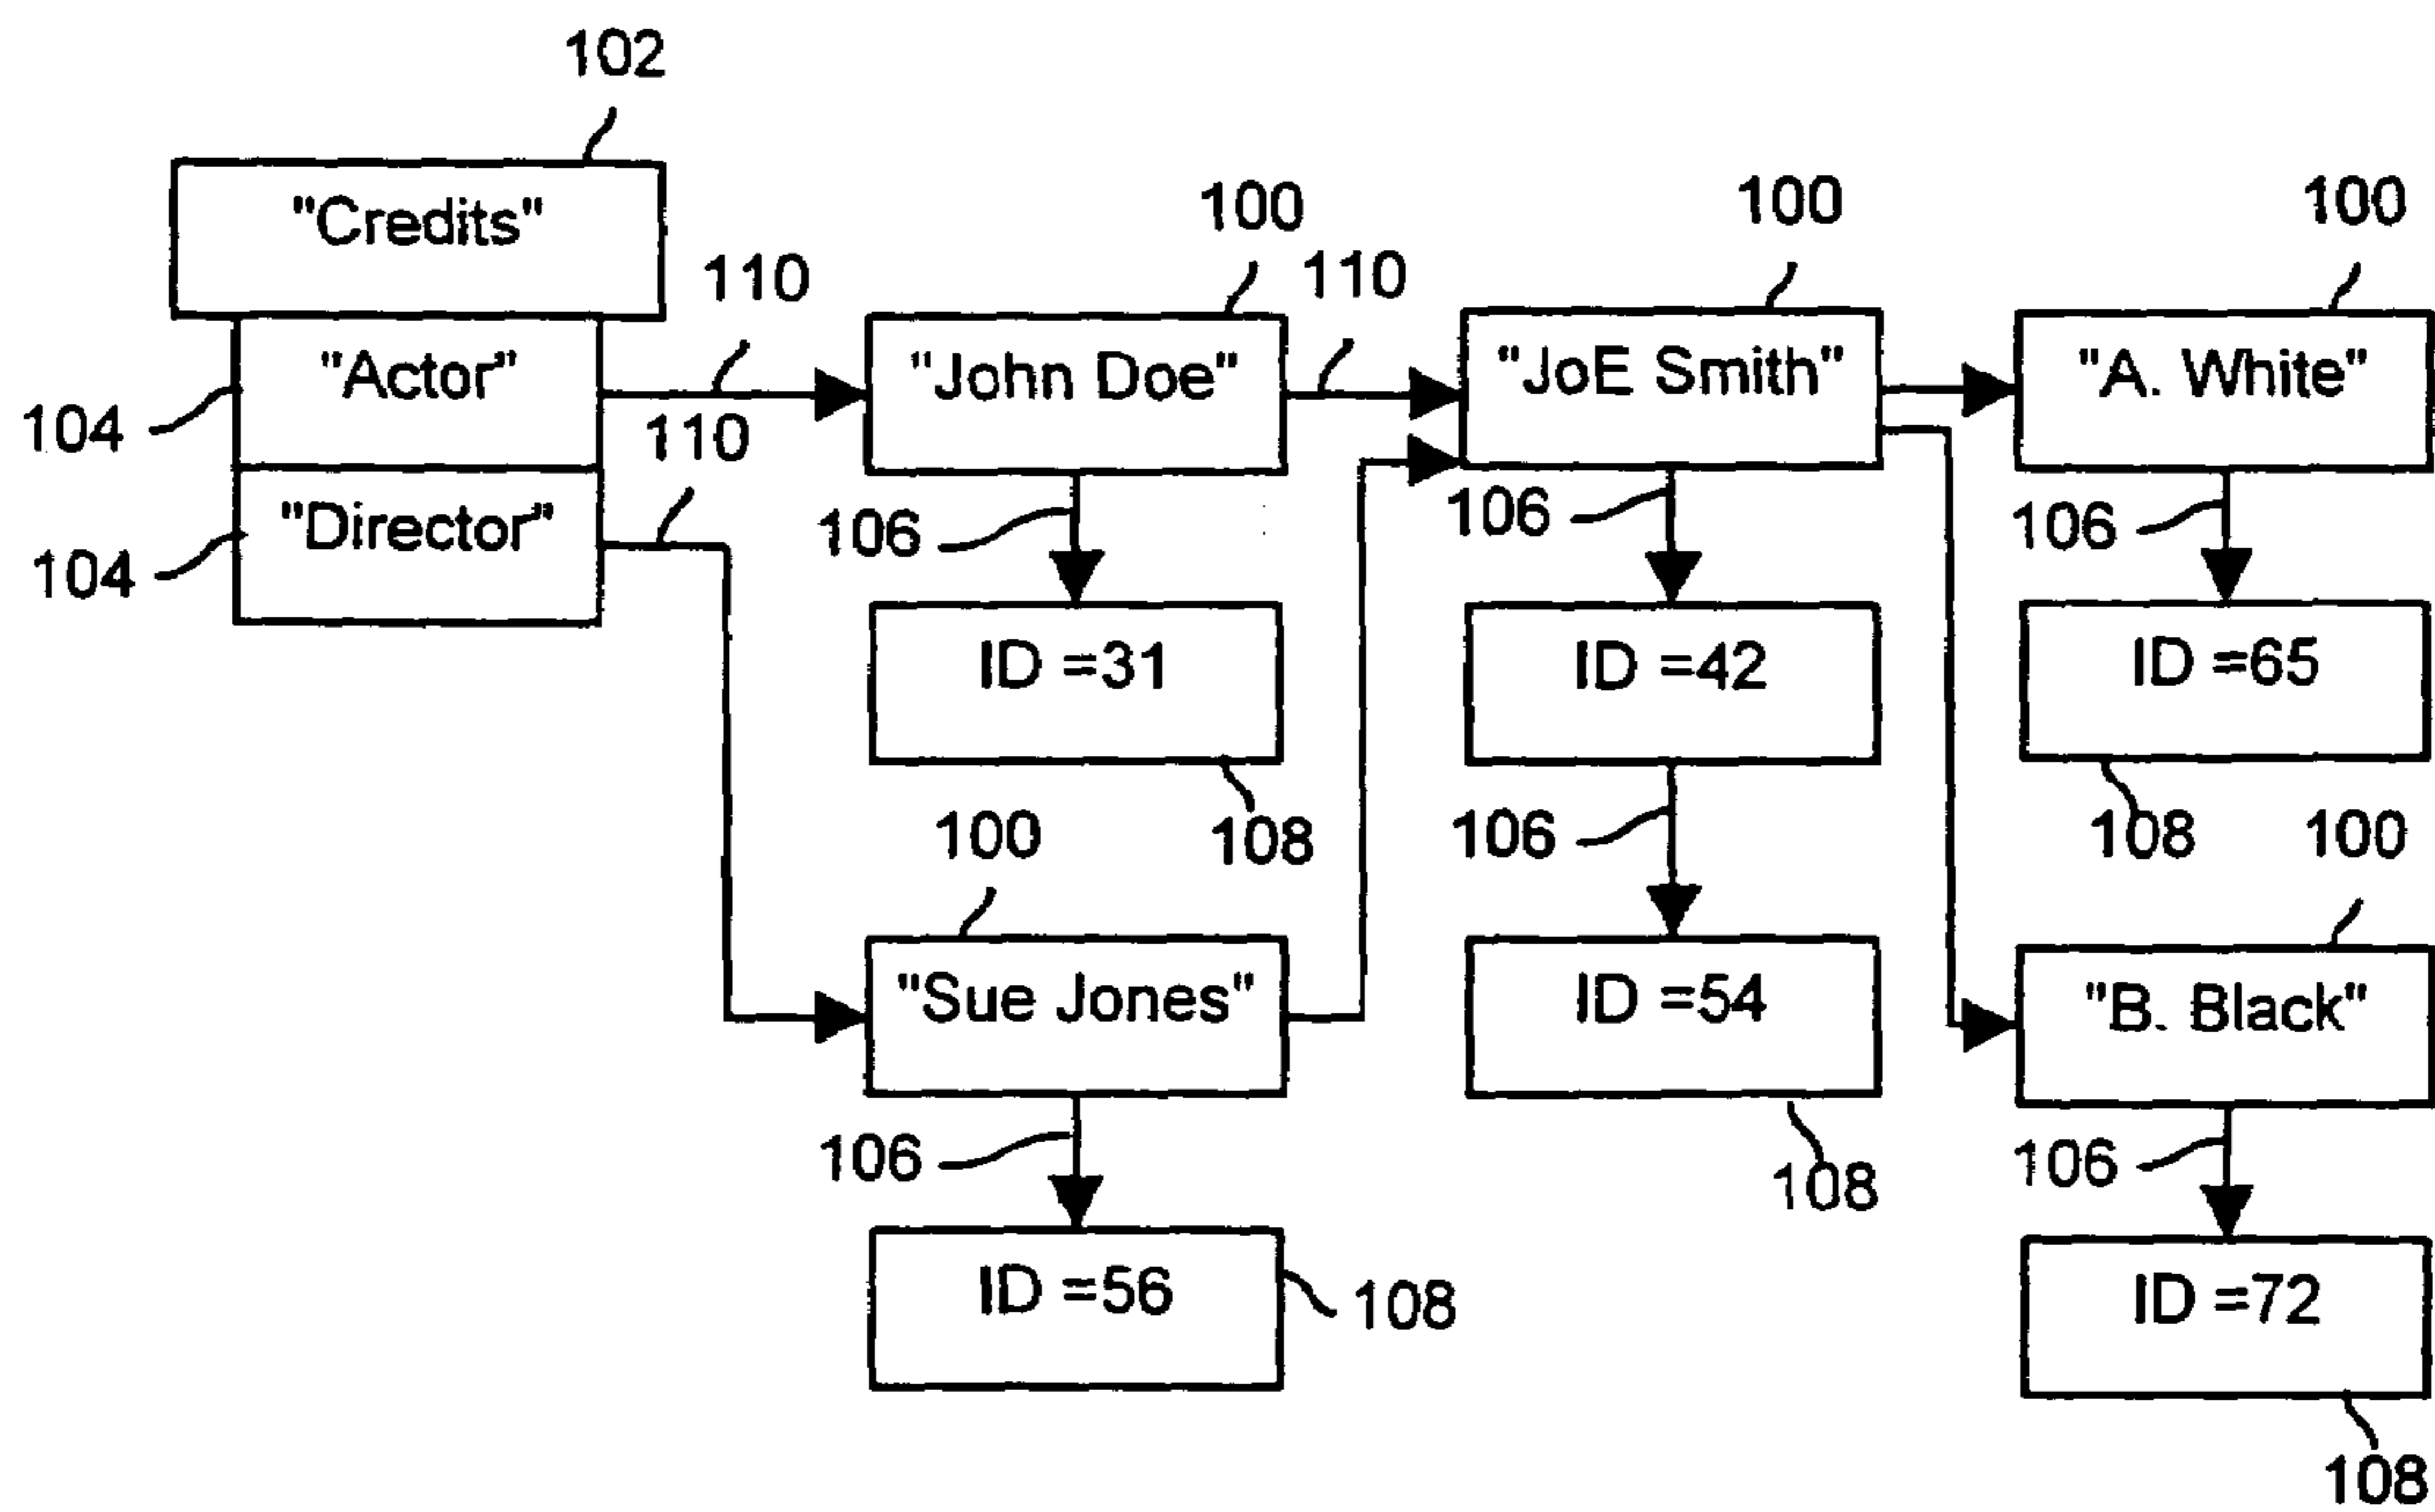 102
"Credits"
100
100
100
110
110
"Actor"
"John Doe"
"JoE Smith"
"A. White"
104
110
106
106
106
"Director"
104
ID =31
ID =42
ID =65
100
108
106
108
100
"Sue Jones"
ID =54
"B. Black"
106
106
108
ID =56
108
ID =72
108